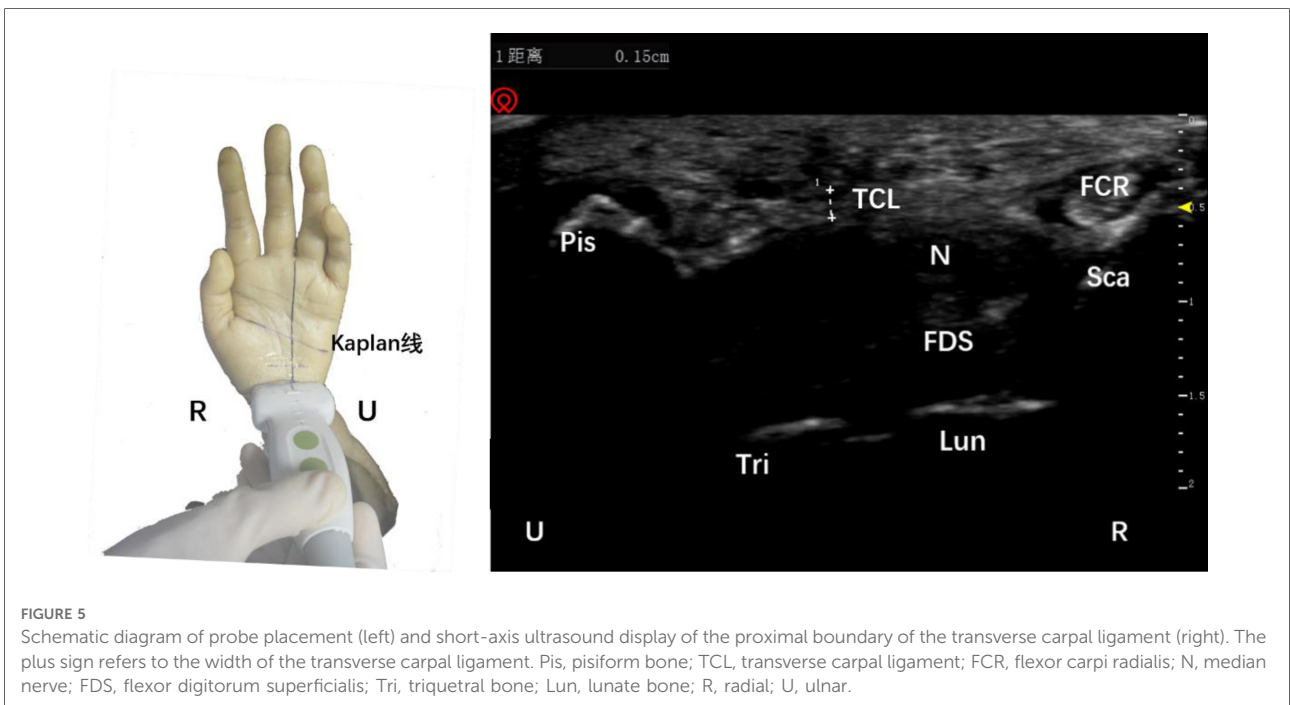 Kaplan线
R
U
1 距离 0.15cm
0
1
TCL
FCR
0.5
Pis
N
Sca
1
FDS
1.5
Lun
Tri
2
U
R
FIGURE 5
Schematic diagram of probe placement (left) and short-axis ultrasound display of the proximal boundary of the transverse carpal ligament (right). The
plus sign refers to the width of the transverse carpal ligament. Pis, pisiform bone; TCL, transverse carpal ligament; FCR, flexor carpi radialis; N, median
nerve; FDS, flexor digitorum superficialis; Tri, triquetral bone; Lun, lunate bone; R, radial; U, ulnar.